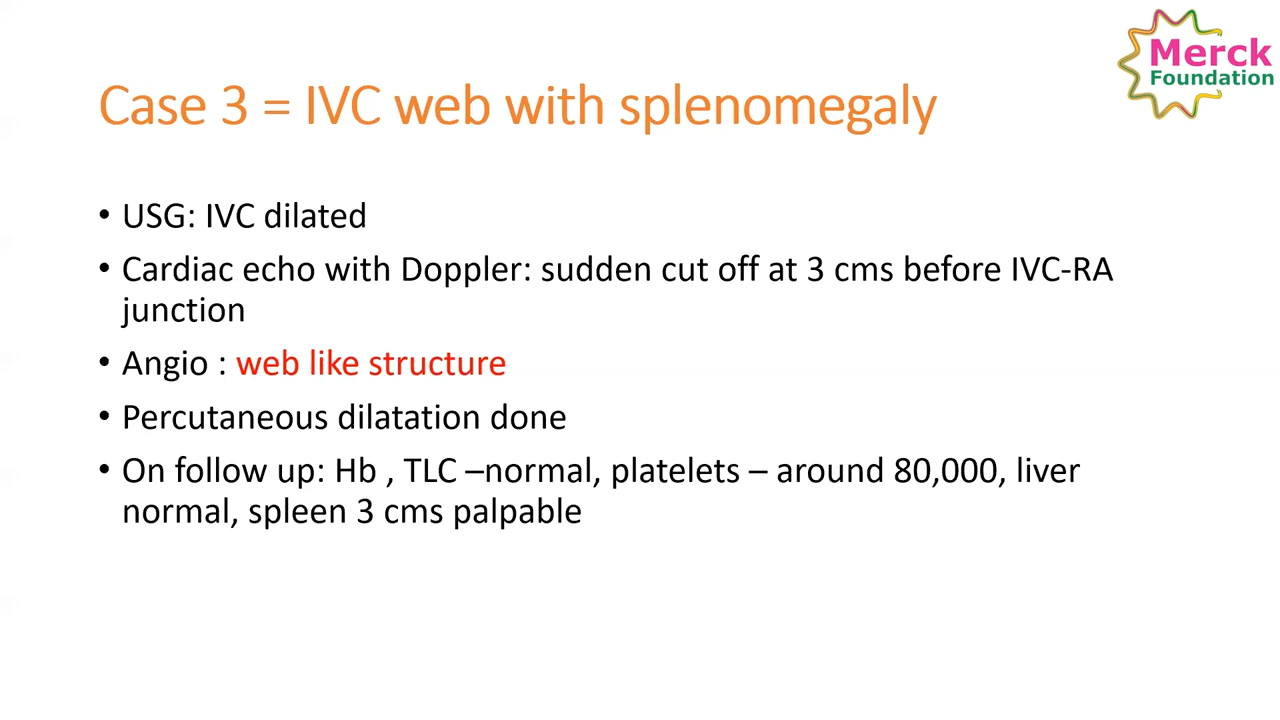 Merck
Foundation
Case 3 = IVC web with splenomegaly
• USG: IVC dilated
• Cardiac echo with Doppler: sudden cut off at 3 cms before IVC-RA
junction
• Angio : web like structure
• Percutaneous dilatation done
• On follow up: Hb , TLC –normal, platelets – around 80,000, liver
normal, spleen 3 cms palpable